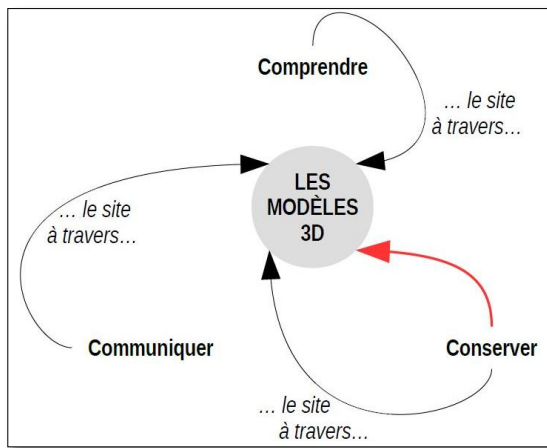 Comprendre
… le site
à travers…
LES
MODÈLES
3D
… le site
à travers…
Communiquer
Conserver
… le site
à travers…